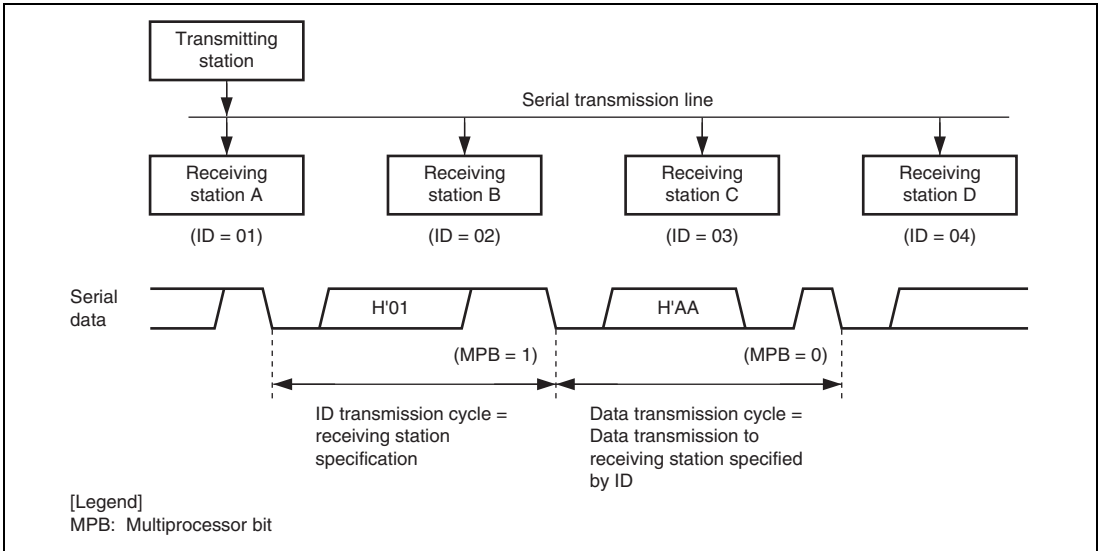 Transmitting
station
Serial transmission line
Receiving
station A
Receiving
station B
Receiving
station C
Receiving
station D
(ID = 01)
(ID = 02)
(ID = 03)
(ID = 04)
Serial
data
H'01
H'AA
(MPB = 1)
(MPB = 0)
ID transmission cycle =
receiving station
specification
Data transmission cycle =
Data transmission to
receiving station specified
by ID
[Legend]
MPB: Multiprocessor bit